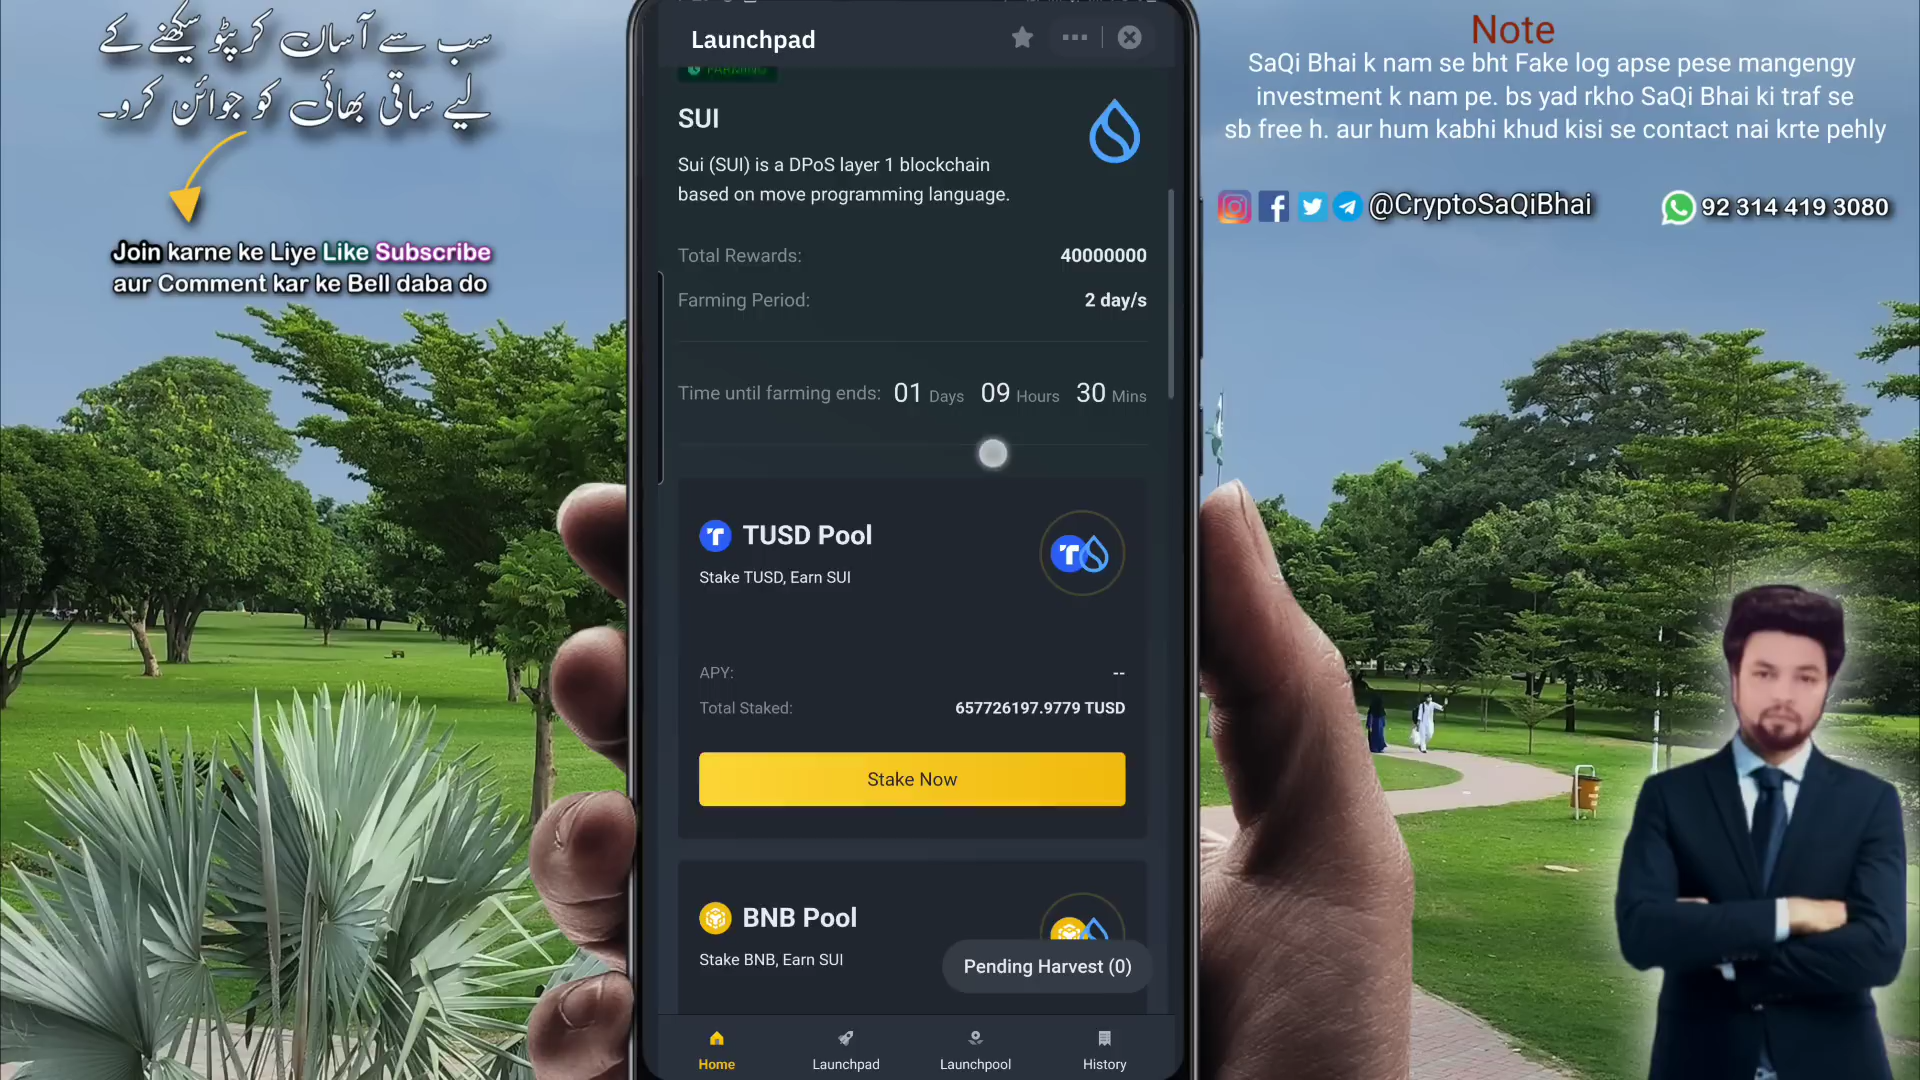 سب سے آسان کرپٹو سیکھنے کے
لیے ساقی بھائی کو جوائن کرو۔
Join karne ke Liye Like Subscribe
aur Comment kar ke Bell daba do
Launchpad
FARMING
SUI
Sui (SUI) is a DPoS layer 1 blockchain
based on move programming language.
Total Rewards: 40000000
Farming Period: 2 day/s
Time until farming ends: 01 Days 09 Hours 30 Mins
TUSD Pool
Stake TUSD, Earn SUI
APY: --
Total Staked: 657726197.9779 TUSD
Stake Now
BNB Pool
Stake BNB, Earn SUI
Pending Harvest (0)
Home Launchpad Launchpool History
Note
SaQi Bhai k nam se bht Fake log apse pese mangengy
investment k nam pe. bs yad rkho SaQi Bhai ki traf se
sb free h. aur hum kabhi khud kisi se contact nai krte pehly
@CryptoSaQiBhai 92 314 419 3080